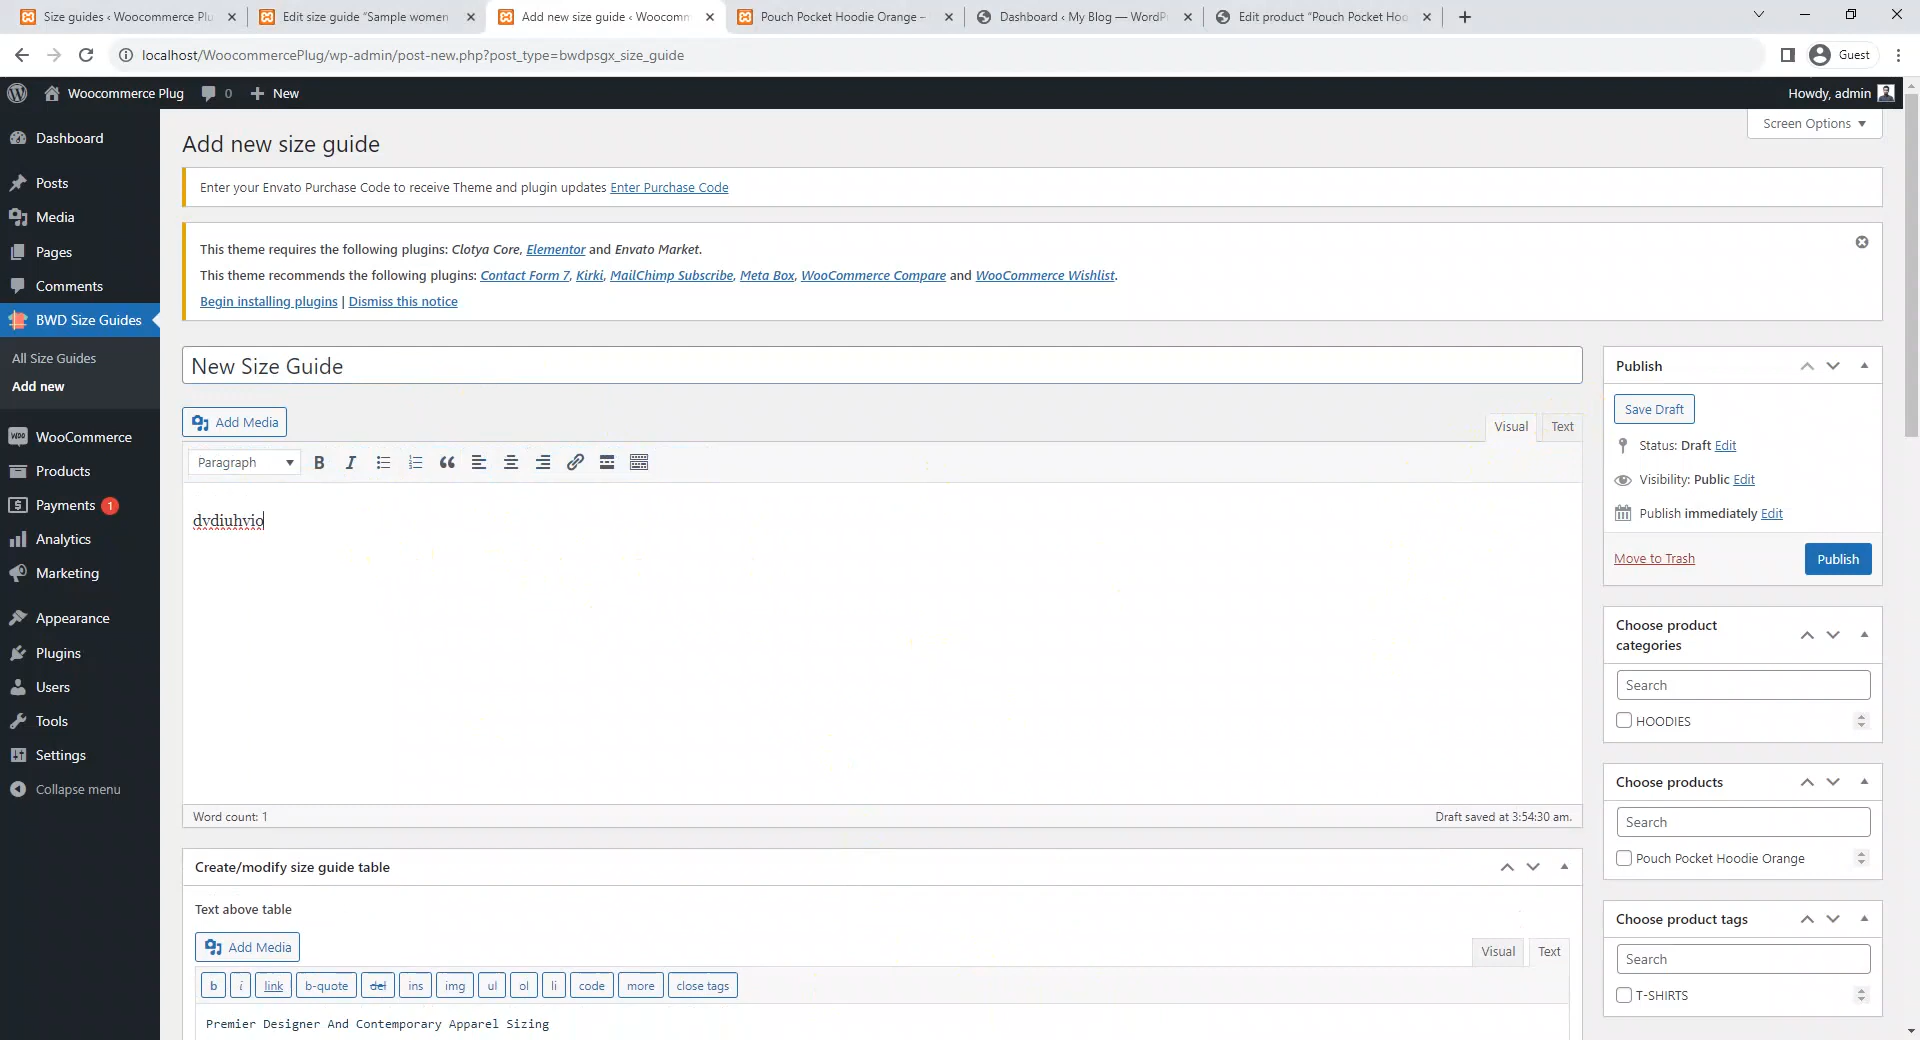 Size guides ‹ Woocommerce Plu
Edit size guide “Sample women
Add new size guide ‹ Woocomm
Pouch Pocket Hoodie Orange –
Dashboard ‹ My Blog — WordP
Edit product “Pouch Pocket Hoo
localhost/WoocommercePlug/wp-admin/post-new.php?post_type=bwdpsgx_size_guide
Guest
Woocommerce Plug
0
New
Howdy, admin
Dashboard
Posts
Media
Pages
Comments
BWD Size Guides
All Size Guides
Add new
WooCommerce
Products
Payments 1
Analytics
Marketing
Appearance
Plugins
Users
Tools
Settings
Collapse menu
Screen Options
Add new size guide
Enter your Envato Purchase Code to receive Theme and plugin updates Enter Purchase Code
This theme requires the following plugins: Clotya Core, Elementor and Envato Market.
This theme recommends the following plugins: Contact Form 7, Kirki, MailChimp Subscribe, Meta Box, WooCommerce Compare and WooCommerce Wishlist.
Begin installing plugins | Dismiss this notice
New Size Guide
Add Media
Visual
Text
Paragraph
B
I
dvdiuhvio
Word count: 1
Draft saved at 3:54:30 am.
Create/modify size guide table
Text above table
Add Media
Visual
Text
b
i
link
b-quote
del
ins
img
ul
ol
li
code
more
close tags
Premier Designer And Contemporary Apparel Sizing
Publish
Save Draft
Status: Draft Edit
Visibility: Public Edit
Publish immediately Edit
Move to Trash
Publish
Choose product
categories
Search
HOODIES
Choose products
Search
Pouch Pocket Hoodie Orange
Choose product tags
Search
T-SHIRTS